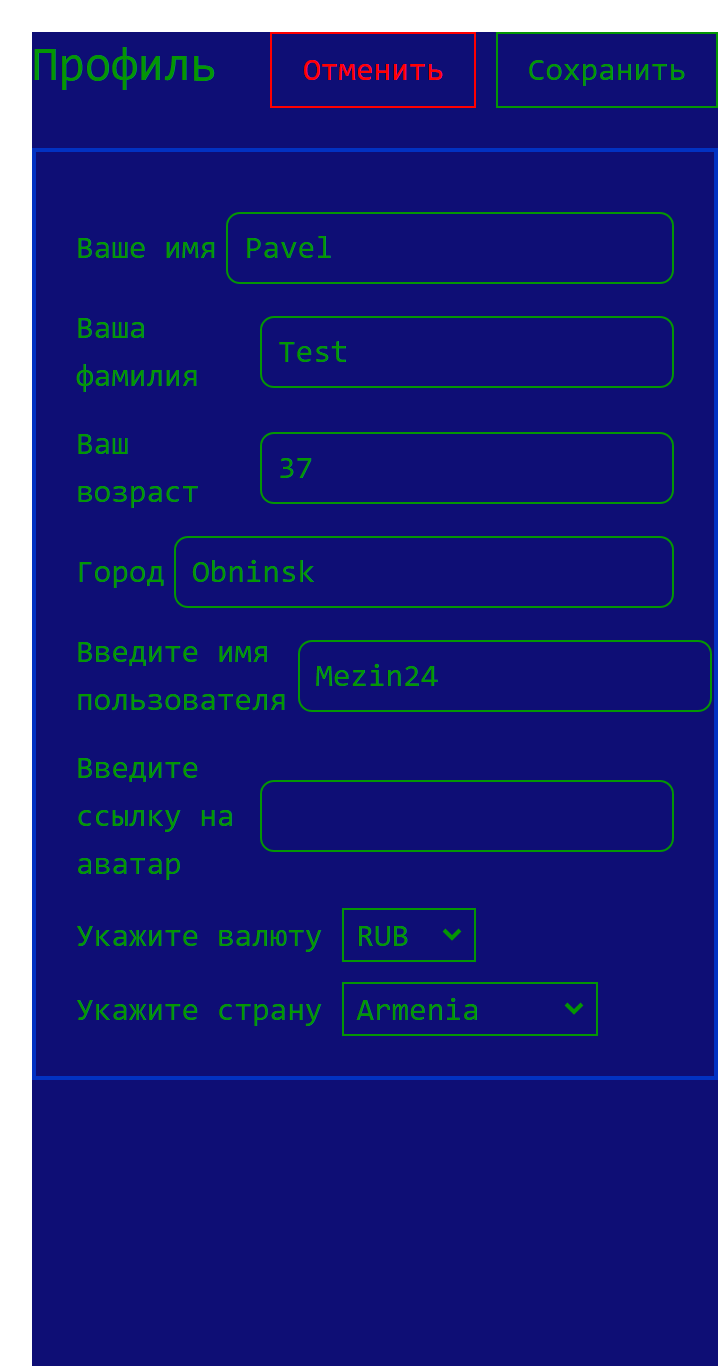 Профиль Отменить Сохранить
Ваше имя Pavel
Ваша
фамилия
Test
Ваш
возраст
37
Город Obninsk
Введите имя
пользователя
Mezin24
Введите
ссылку на
аватар
Укажите валюту RUB
Укажите страну Armenia